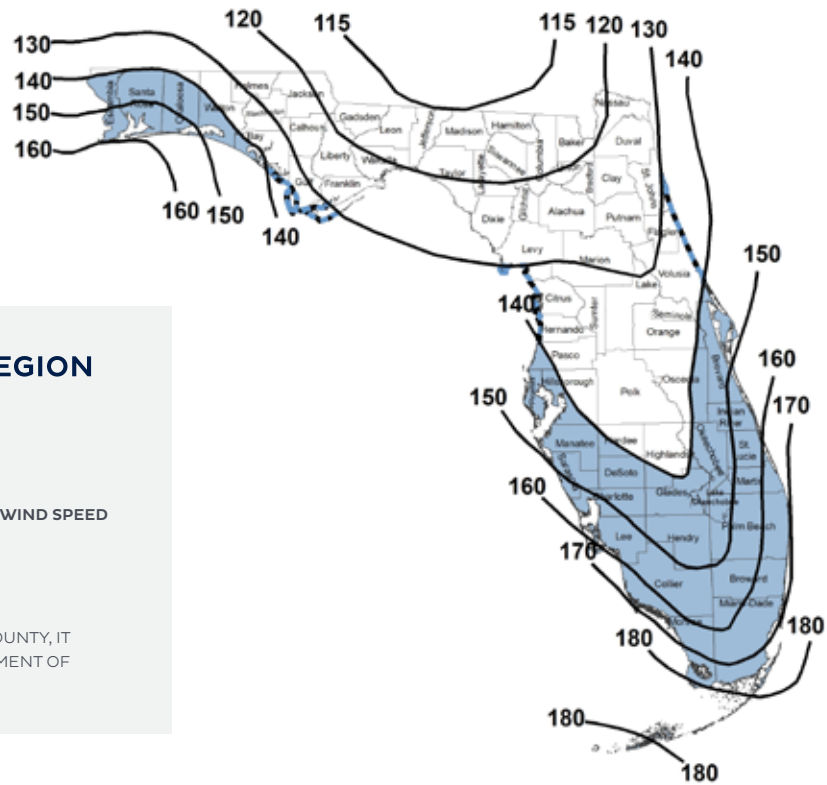 115
115
120
120
130
130
140
140
150
160
160
150
140
Escambia
Santa
Rosa
Okaloosa
Walton
Holmes
Jackson
Bay
Calhoun
Gulf
Liberty
Gadsden
Leon
Wakulla
Franklin
Jefferson
Madison
Taylor
Hamilton
Suwannee
Lafayette
Columbia
Dixie
Gilchrist
Baker
Nassau
Duval
Bradford
Clay
St. Johns
Alachua
Putnam
Flagler
Levy
Marion
Volusia
Lake
Citrus
Sumter
Hernando
Seminole
Orange
Pasco
Hillsborough
Polk
Osceola
Brevard
Indian
River
Manatee
Hardee
Highlands
Okeechobee
St.
Lucie
Sarasota
DeSoto
Martin
Charlotte
Glades
Lake
Okeechobee
Palm Beach
Lee
Hendry
Collier
Broward
Miami-Dade
Monroe
140
150
160
170
180
150
160
170
180
180
180
EGION
WIND SPEED
OUNTY, IT
MENT OF